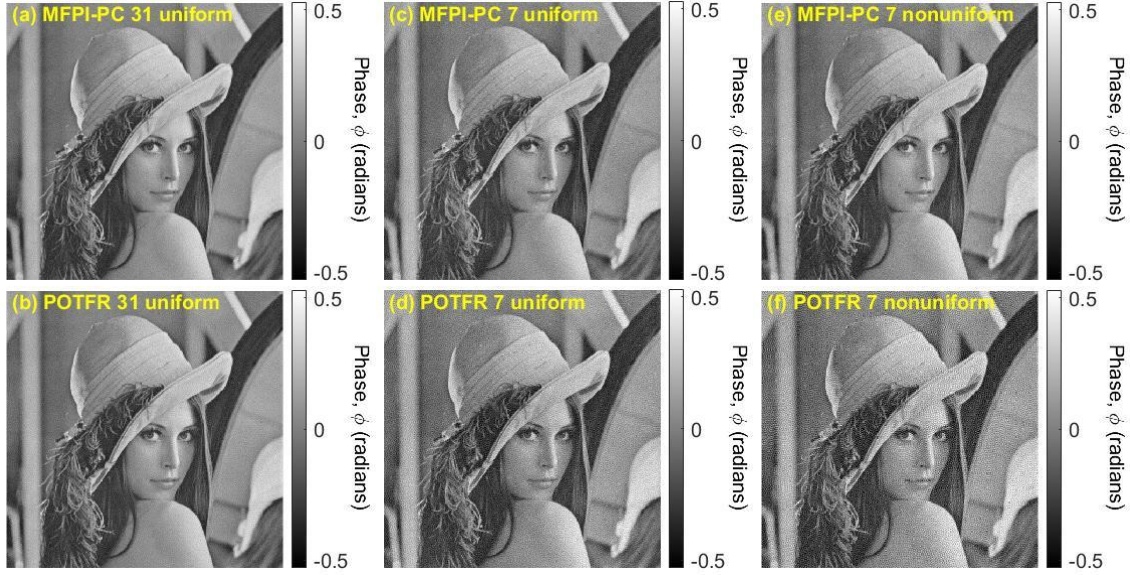 (a) MFPI-PC 31 uniform
0.5
0
-0.5
Phase, ϕ (radians)
(c) MFPI-PC 7 uniform
0.5
0
-0.5
Phase, ϕ (radians)
(e) MFPI-PC 7 nonuniform
0.5
0
-0.5
Phase, ϕ (radians)
(b) POTFR 31 uniform
0.5
0
-0.5
Phase, ϕ (radians)
(d) POTFR 7 uniform
0.5
0
-0.5
Phase, ϕ (radians)
(f) POTFR 7 nonuniform
0.5
0
-0.5
Phase, ϕ (radians)